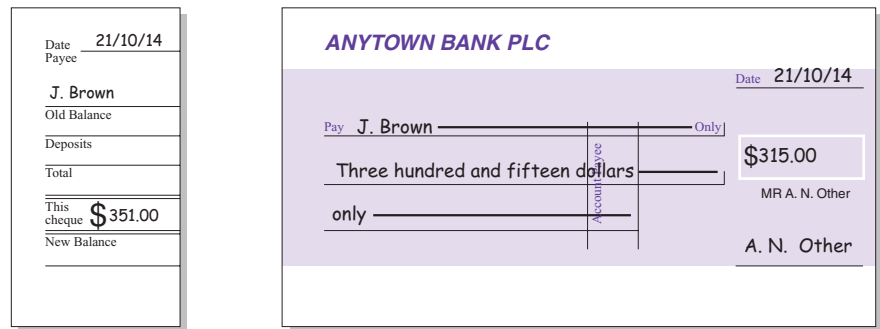 Date 21/10/14
Payee
J. Brown
Old Balance
Deposits
Total
This
cheque $351.00
New Balance
ANYTOWN BANK PLC
Date 21/10/14
Pay J. Brown Only
Three hundred and fifteen dollars
only
Account Payee
$315.00
MR A. N. Other
A. N. Other